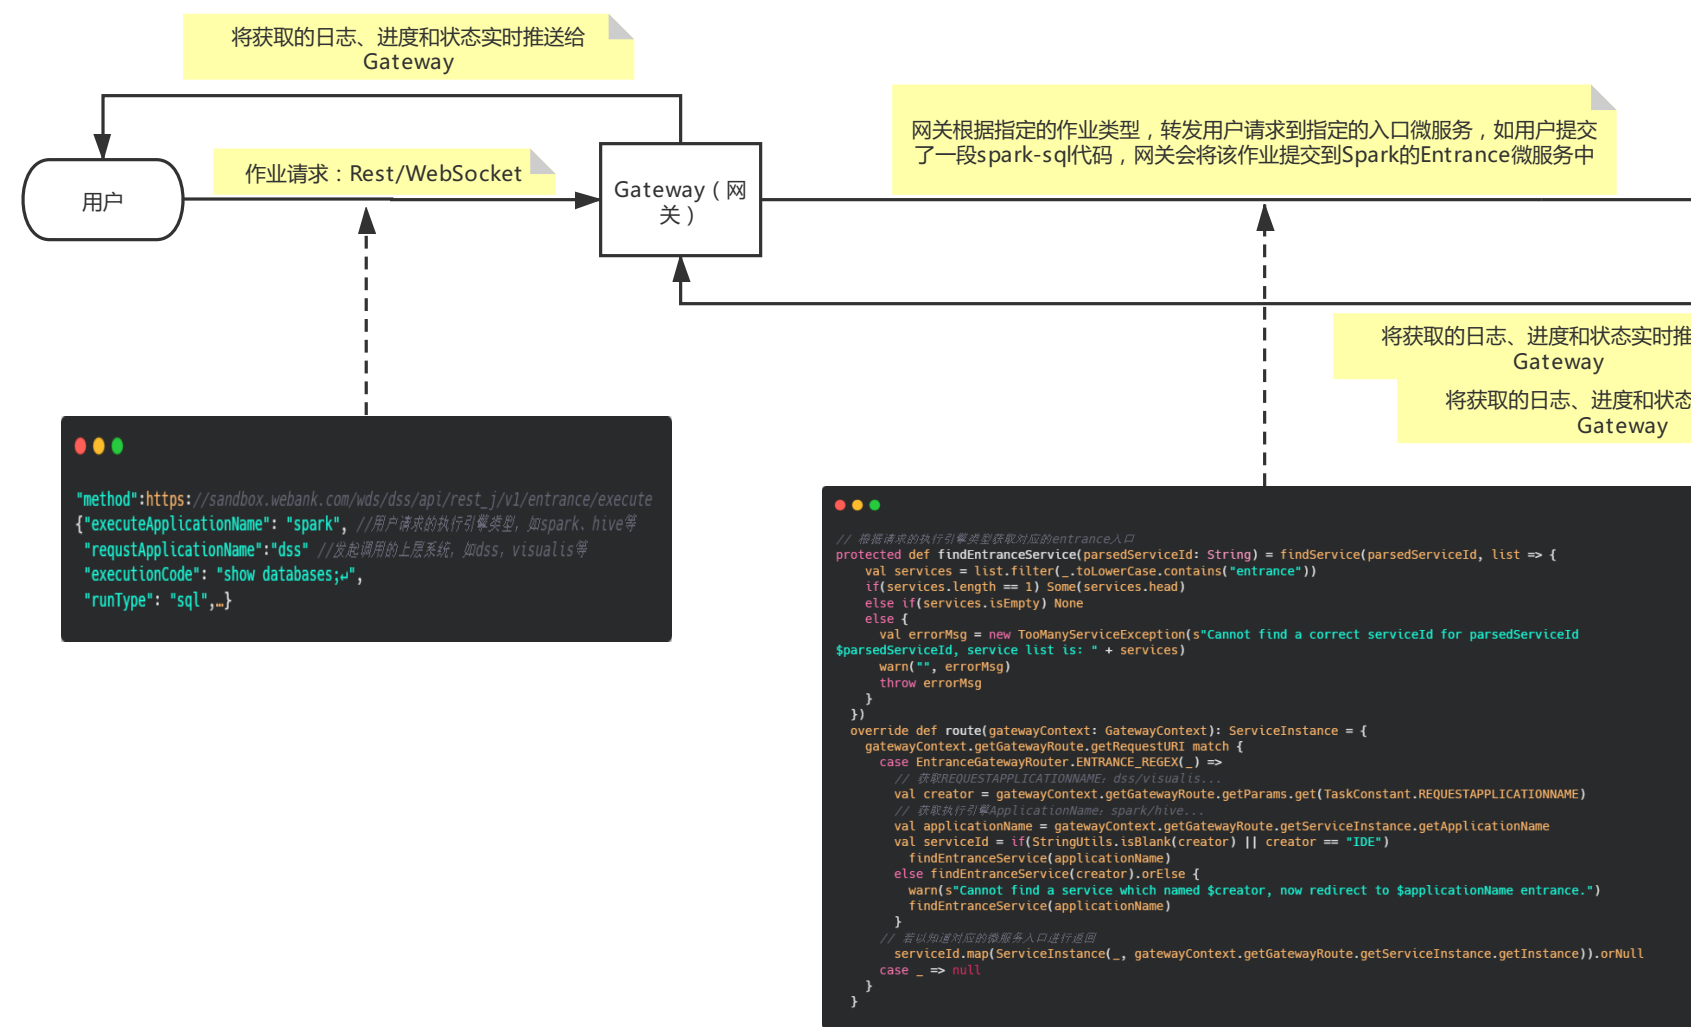 将获取的日志、进度和状态实时推送给
Gateway
作业请求：Rest/WebSocket
用户
Gateway（网
关）
网关根据指定的作业类型，转发用户请求到指定的入口微服务，如用户提交
了一段spark-sql代码，网关会将该作业提交到Spark的Entrance微服务中
将获取的日志、进度和状态实时推
Gateway
将获取的日志、进度和状态
Gateway
"method":https://sandbox.webank.com/wds/dss/api/rest_j/v1/entrance/execute
{"executeApplicationName": "spark", //用户请求的执行引擎类型，如spark、hive等
"requstApplicationName":"dss" //发起调用的上层系统，如dss，visualis等
"executionCode": "show databases;↵",
"runType": "sql",…}
// 根据请求的执行引擎类型获取对应的entrance入口
protected def findEntranceService(parsedServiceId: String) = findService(parsedServiceId, list => {
val services = list.filter(_.toLowerCase.contains("entrance"))
if(services.length == 1) Some(services.head)
else if(services.isEmpty) None
else {
val errorMsg = new TooManyServiceException(s"Cannot find a correct serviceId for parsedServiceId
$parsedServiceId, service list is: " + services)
warn("", errorMsg)
throw errorMsg
}
})
override def route(gatewayContext: GatewayContext): ServiceInstance = {
gatewayContext.getGatewayRoute.getRequestURI match {
case EntranceGatewayRouter.ENTRANCE_REGEX(_) =>
// 获取REQUESTAPPLICATIONNAME：dss/visualis...
val creator = gatewayContext.getGatewayRoute.getParams.get(TaskConstant.REQUESTAPPLICATIONNAME)
// 获取执行引擎ApplicationName：spark/hive...
val applicationName = gatewayContext.getGatewayRoute.getServiceInstance.getApplicationName
val serviceId = if(StringUtils.isBlank(creator) || creator == "IDE")
findEntranceService(applicationName)
else findEntranceService(creator).orElse {
warn(s"Cannot find a service which named $creator, now redirect to $applicationName entrance.")
findEntranceService(applicationName)
}
// 若以知道对应的微服务入口进行返回
serviceId.map(ServiceInstance(_, gatewayContext.getGatewayRoute.getServiceInstance.getInstance)).orNull
case _ => null
}
}